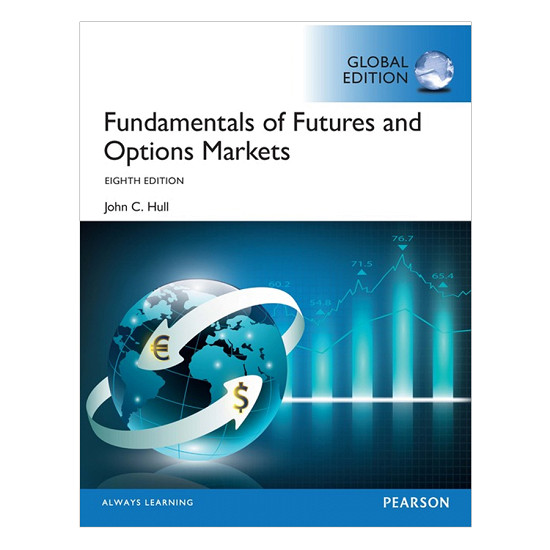 GLOBAL
EDITION
Fundamentals of Futures and
Options Markets
EIGHTH EDITION
John C. Hull
60.2
54.8
71.5
76.7
65.4
€
$
ALWAYS LEARNING
PEARSON